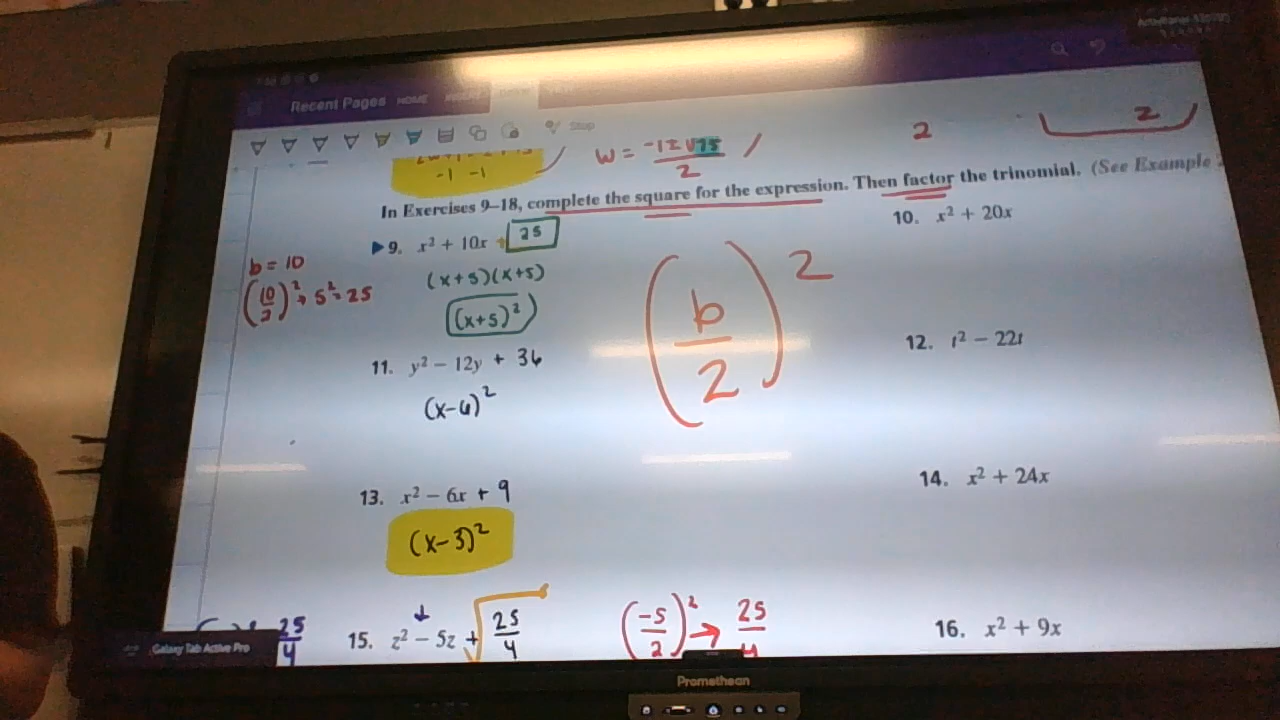 Recent Pages HOME
Stop
-1 -1
w = -1±√75 / 2
2
2
In Exercises 9–18, complete the square for the expression. Then factor the trinomial. (See Example
▶9. x² + 10x + 25
10. x² + 20x
b = 10
(10/2)² → 5² = 25
(x+5)(x+5)
(x+5)²
(b/2)²
11. y² − 12y + 36
12. t² − 22t
(x-6)²
13. x² − 6x + 9
14. x² + 24x
(x-3)²
25/4
15. z² − 5z + 25/4
(-5/2)² → 25/4
16. x² + 9x
Galaxy Tab Active Pro
Promethean